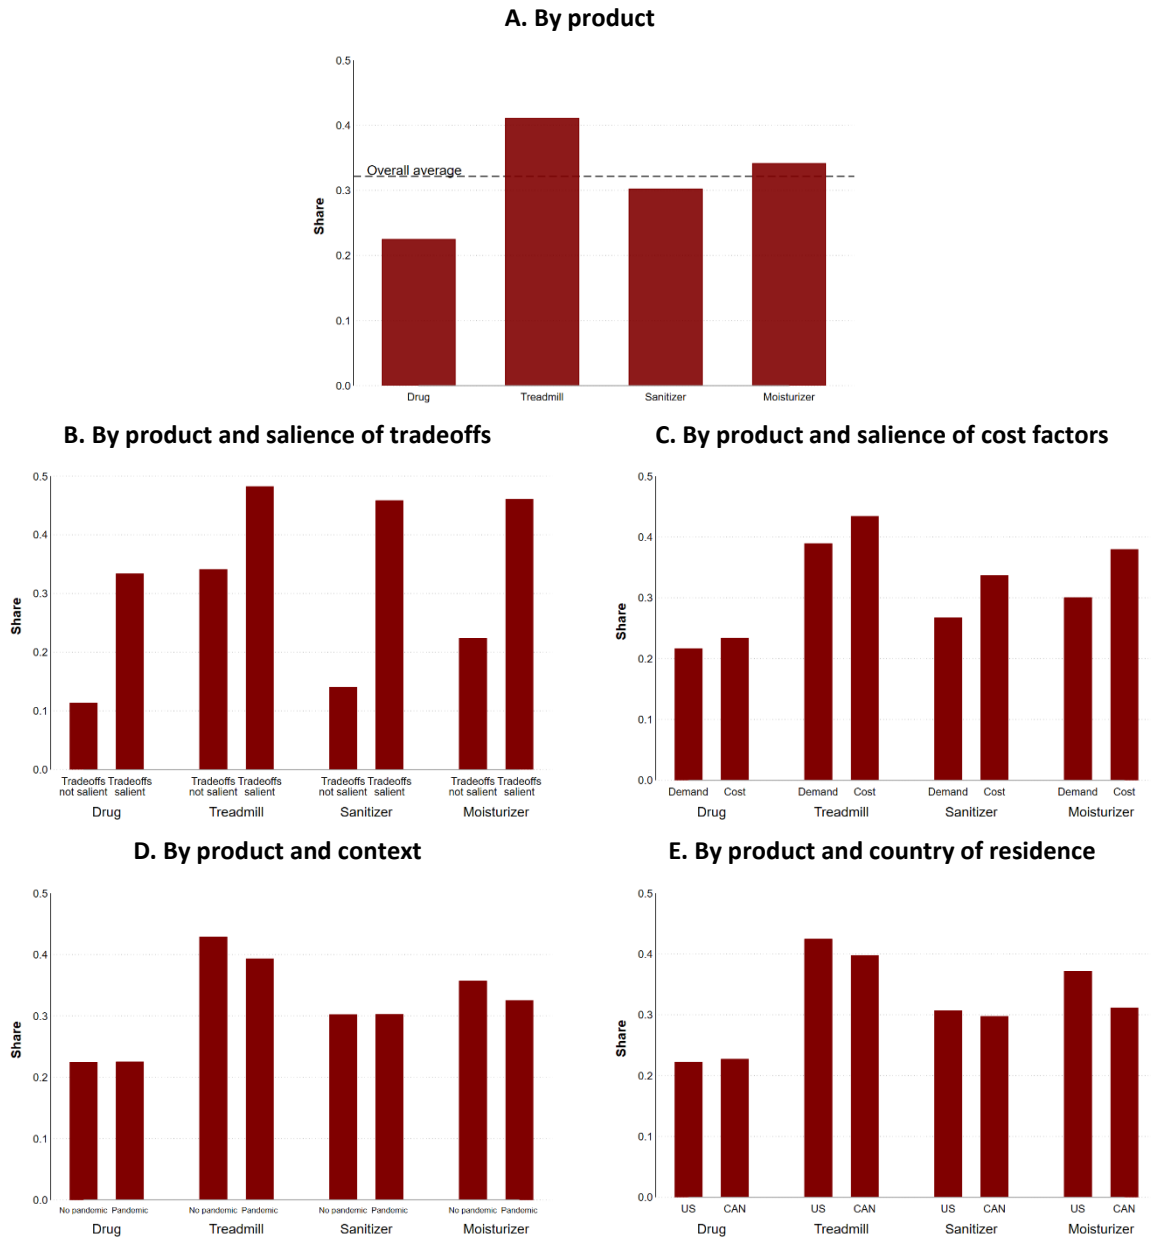 A. By product
0.5
0.4
Overall average
0.3
0.2
0.1
0.0
Share
Drug Treadmill Sanitizer Moisturizer
B. By product and salience of tradeoffs
0.5
0.4
0.3
0.2
0.1
0.0
Share
Tradeoffs Tradeoffs Tradeoffs Tradeoffs Tradeoffs Tradeoffs Tradeoffs Tradeoffs
not salient salient not salient salient not salient salient not salient salient
Drug Treadmill Sanitizer Moisturizer
C. By product and salience of cost factors
0.5
0.4
0.3
0.2
0.1
0.0
Share
Demand Cost Demand Cost Demand Cost Demand Cost
Drug Treadmill Sanitizer Moisturizer
D. By product and context
0.5
0.4
0.3
0.2
0.1
0.0
Share
No pandemic Pandemic No pandemic Pandemic No pandemic Pandemic No pandemic Pandemic
Drug Treadmill Sanitizer Moisturizer
E. By product and country of residence
0.5
0.4
0.3
0.2
0.1
0.0
Share
US CAN US CAN US CAN US CAN
Drug Treadmill Sanitizer Moisturizer